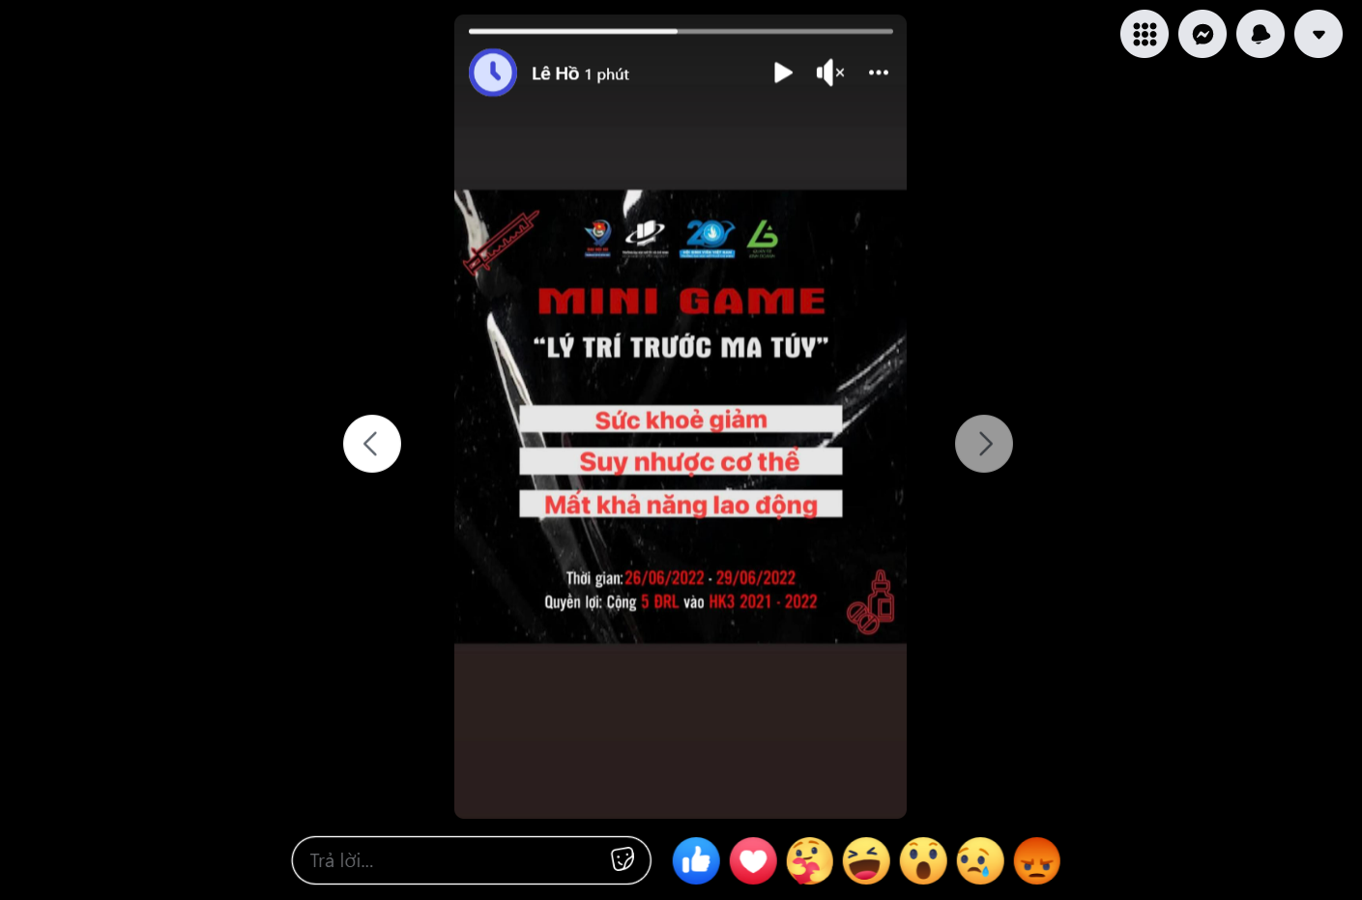 Lê Hồ 1 phút
20
MINI GAME
“LÝ TRÍ TRƯỚC MA TÚY”
Sức khoẻ giảm
Suy nhược cơ thể
Mất khả năng lao động
Thời gian:26/06/2022 - 29/06/2022
Quyền lợi: Cộng 5 ĐRL vào HK3 2021 - 2022
Trả lời...